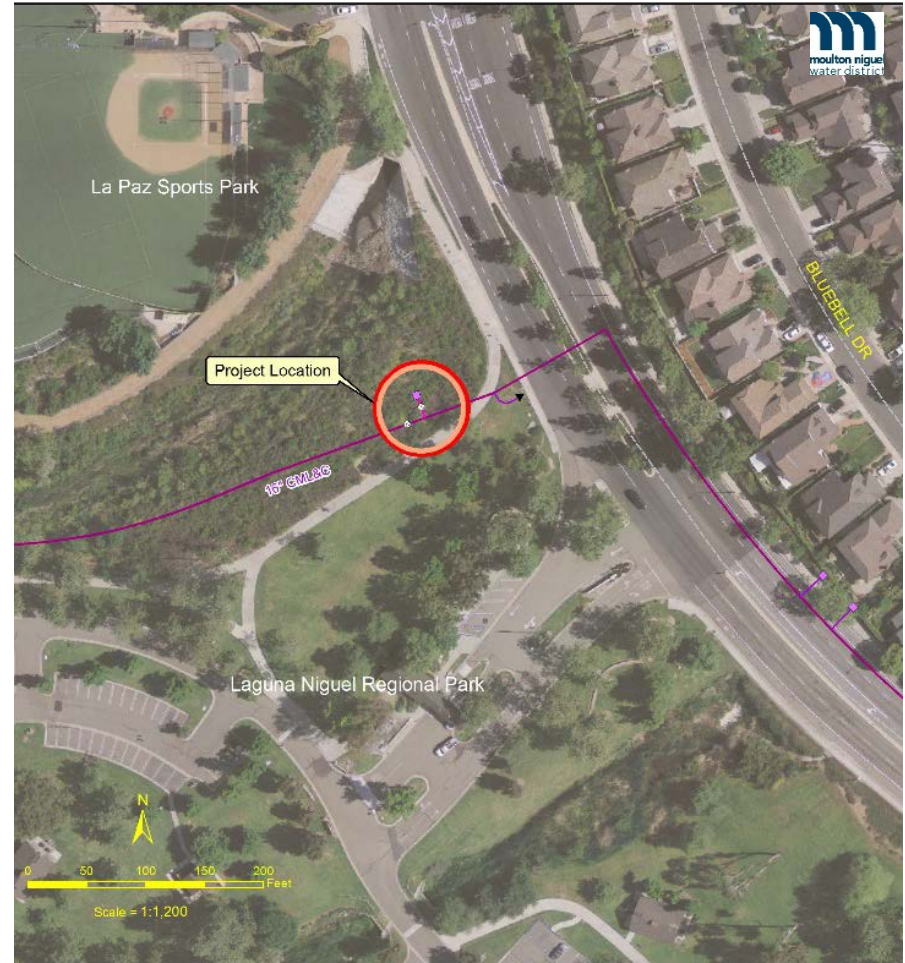 moulton niguel
water district
La Paz Sports Park
BLUEBELL DR
Project Location
16" CML&C
Laguna Niguel Regional Park
N
0 50 100 150 200
Feet
Scale = 1:1,200